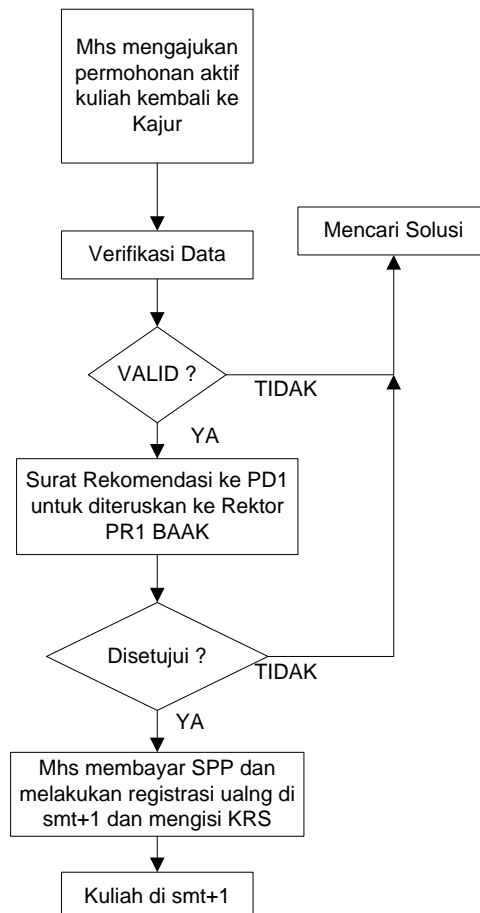 Mhs mengajukan
permohonan aktif
kuliah kembali ke
Kajur
Mencari Solusi
Verifikasi Data
VALID ?
TIDAK
YA
Surat Rekomendasi ke PD1
untuk diteruskan ke Rektor
PR1 BAAK
Disetujui ?
TIDAK
YA
Mhs membayar SPP dan
melakukan registrasi ualng di
smt+1 dan mengisi KRS
Kuliah di smt+1